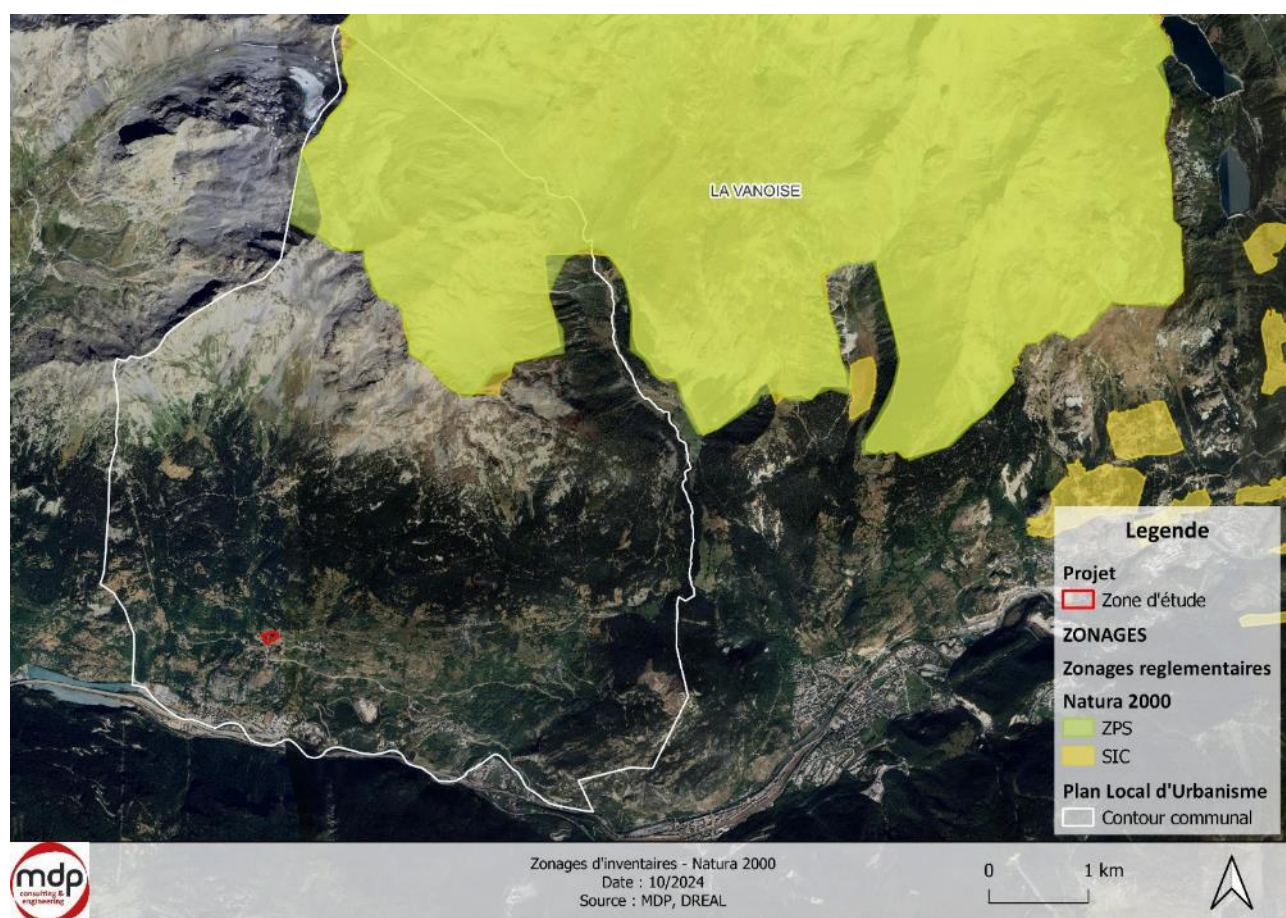 LA VANOISE
Legende
Projet
Zone d'étude
ZONAGES
Zonages reglementaires
Natura 2000
ZPS
SIC
Plan Local d'Urbanisme
Contour communal
mdp
consulting &
engineering
Zonages d'inventaires - Natura 2000
Date : 10/2024
Source : MDP, DREAL
0 1 km